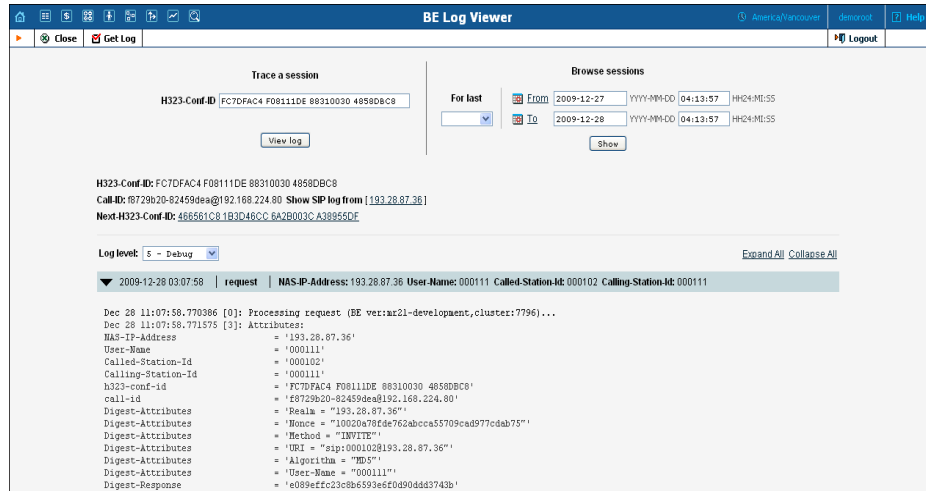 BE Log Viewer America/Vancouver demoroot ? Help
Close Get Log Logout
Trace a session Browse sessions
H323-Conf-ID FC7DFAC4 F08111DE 88310030 4858DBC8 For last From 2009-12-27 YYYY-MM-DD 04:13:57 HH24:MI:SS
To 2009-12-28 YYYY-MM-DD 04:13:57 HH24:MI:SS
View log Show
H323-Conf-ID: FC7DFAC4 F08111DE 88310030 4858DBC8
Call-ID: f8729b20-82459dea@192.168.224.80 Show SIP log from [ 193.28.87.36 ]
Next-H323-Conf-ID: 466561C8 1B3D46CC 6A2B003C A38955DF
Log level: 5 - Debug Expand All Collapse All
2009-12-28 03:07:58 | request | NAS-IP-Address: 193.28.87.36 User-Name: 000111 Called-Station-Id: 000102 Calling-Station-Id: 000111
Dec 28 11:07:58.770386 [0]: Processing request (BE ver:mr21-development,cluster:7796)...
Dec 28 11:07:58.771575 [3]: Attributes:
NAS-IP-Address = '193.28.87.36'
User-Name = '000111'
Called-Station-Id = '000102'
Calling-Station-Id = '000111'
h323-conf-id = 'FC7DFAC4 F08111DE 88310030 4858DBC8'
call-id = 'f8729b20-82459dea@192.168.224.80'
Digest-Attributes = 'Realm = "193.28.87.36"'
Digest-Attributes = 'Nonce = "10020a78fde762abcca55709cad977cdab75"'
Digest-Attributes = 'Method = "INVITE"'
Digest-Attributes = 'URI = "sip:000102@193.28.87.36"'
Digest-Attributes = 'Algorithm = "MD5"'
Digest-Attributes = 'User-Name = "000111"'
Digest-Response = 'e089effc23c8b6593e6f0d90ddd3743b'